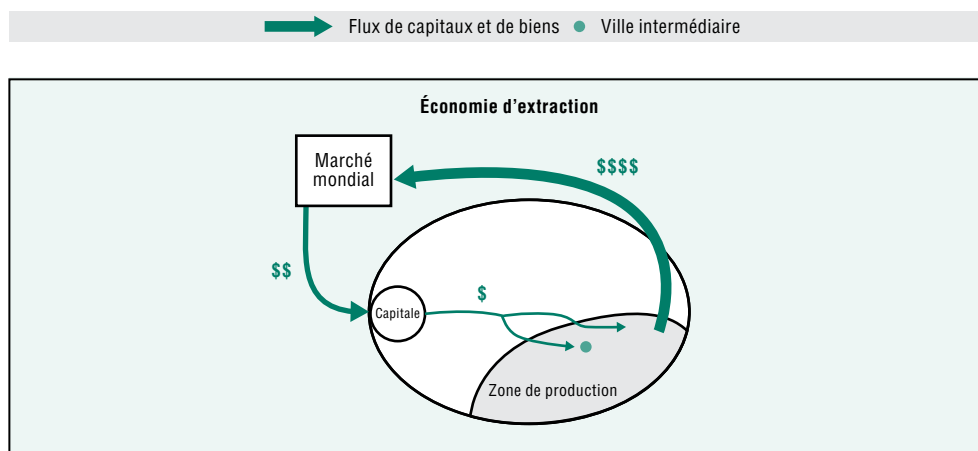 Flux de capitaux et de biens
Ville intermédiaire
Économie d'extraction
Marché
mondial
$$$$
$$
$
Capitale
Zone de production